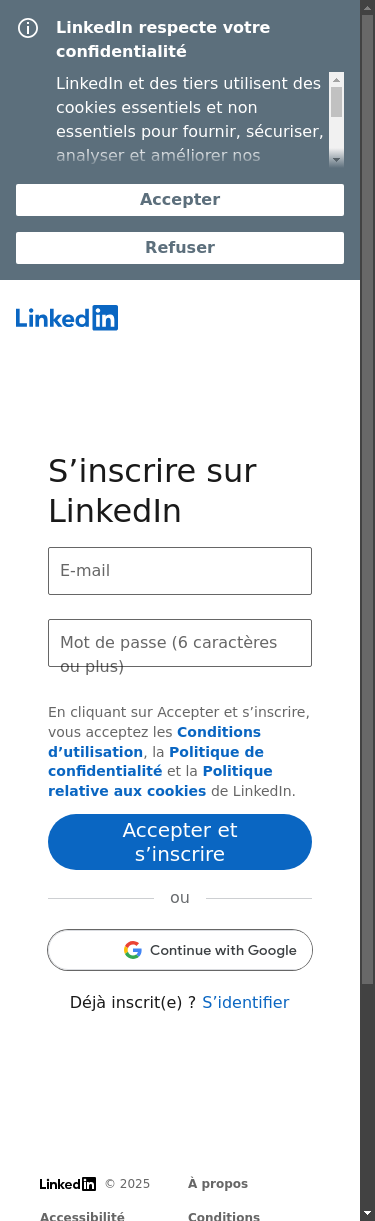 LinkedIn respecte votre
confidentialité
LinkedIn et des tiers utilisent des
cookies essentiels et non
essentiels pour fournir, sécuriser,
analyser et améliorer nos
Accepter
Refuser
LinkedIn
S’inscrire sur
LinkedIn
E-mail
Mot de passe (6 caractères
ou plus)
En cliquant sur Accepter et s’inscrire,
vous acceptez les Conditions
d’utilisation, la Politique de
confidentialité et la Politique
relative aux cookies de LinkedIn.
Accepter et
s’inscrire
ou
Continue with Google
Déjà inscrit(e) ? S’identifier
LinkedIn © 2025 À propos
Accessibilité Conditions